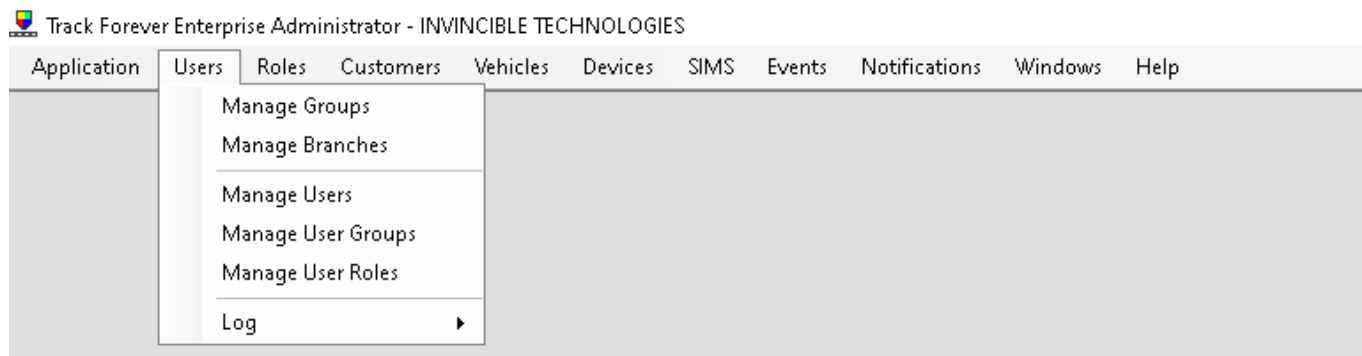 Track Forever Enterprise Administrator - INVINCIBLE TECHNOLOGIES
Application Users Roles Customers Vehicles Devices SIMS Events Notifications Windows Help
Manage Groups
Manage Branches
Manage Users
Manage User Groups
Manage User Roles
Log